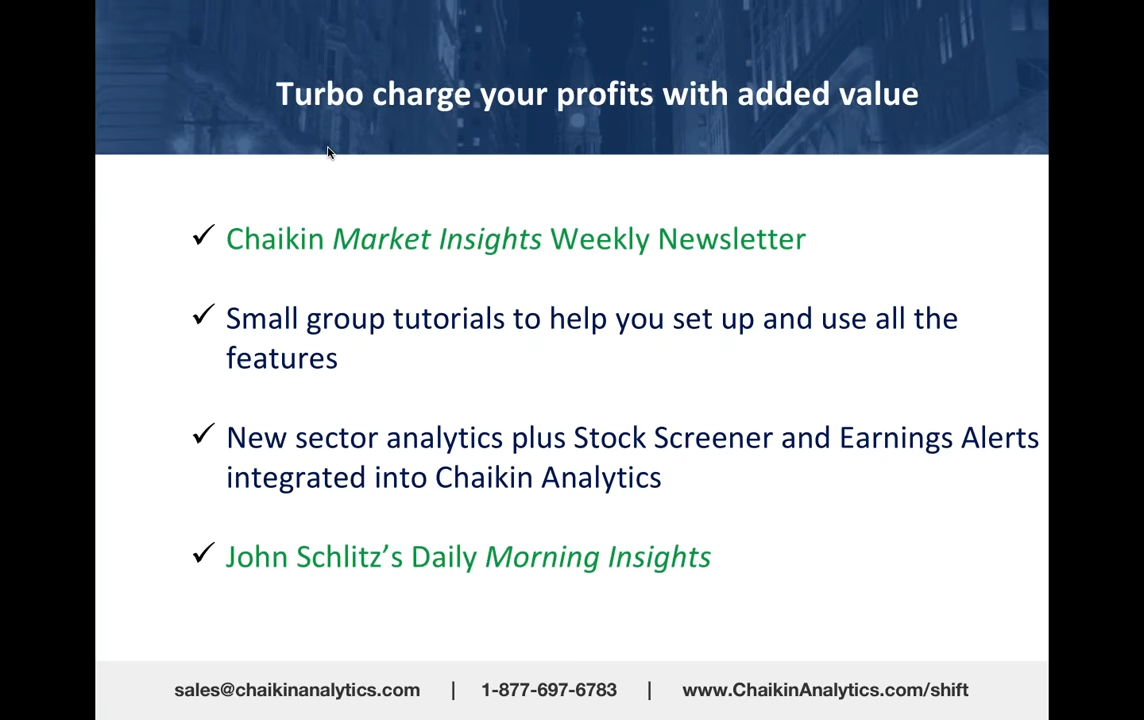 Turbo charge your profits with added value
✓ Chaikin Market Insights Weekly Newsletter
✓ Small group tutorials to help you set up and use all the
features
✓ New sector analytics plus Stock Screener and Earnings Alerts
integrated into Chaikin Analytics
✓ John Schlitz’s Daily Morning Insights
sales@chaikinanalytics.com | 1-877-697-6783 | www.ChaikinAnalytics.com/shift